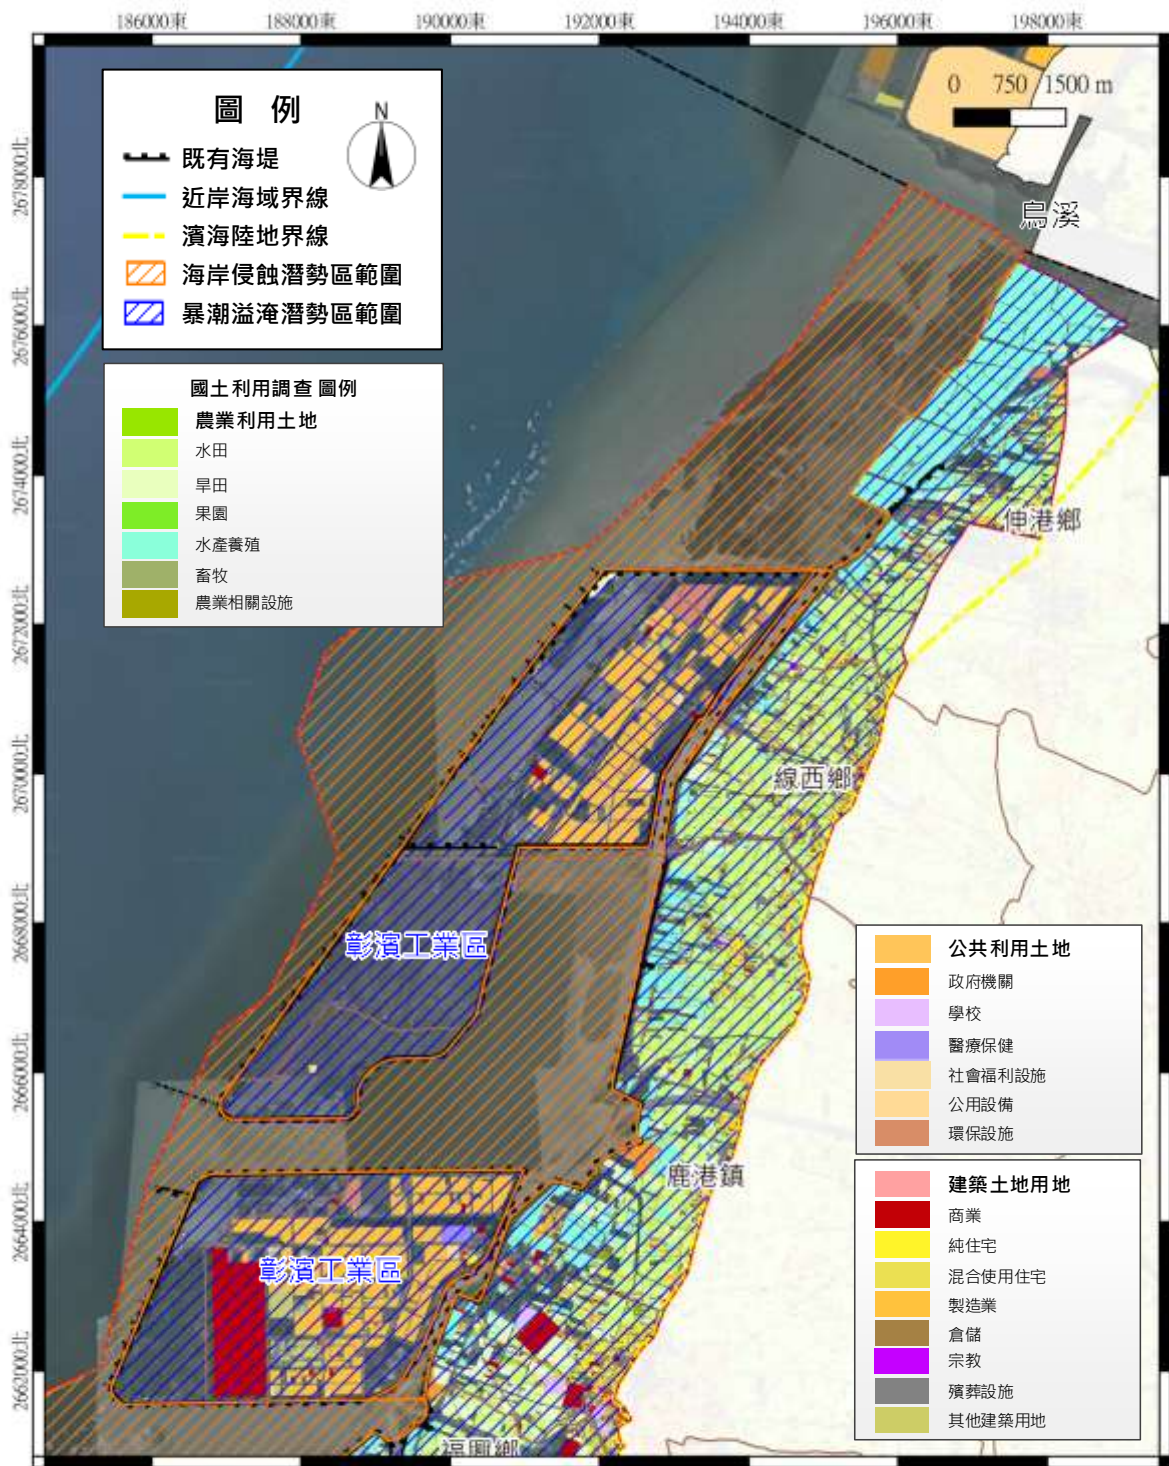 186000東
188000東
190000東
192000東
194000東
196000東
198000東
圖 例
N
既有海堤
近岸海域界線
濱海陸地界線
海岸侵蝕潛勢區範圍
暴潮溢淹潛勢區範圍
0 750 1500 m
烏溪
國土利用調查 圖例
農業利用土地
水田
旱田
果園
水產養殖
畜牧
農業相關設施
伸港鄉
線西鄉
彰濱工業區
鹿港鎮
彰濱工業區
福興鄉
公共利用土地
政府機關
學校
醫療保健
社會福利設施
公用設備
環保設施
建築土地用地
商業
純住宅
混合使用住宅
製造業
倉儲
宗教
殯葬設施
其他建築用地
2678000北
2676000北
2674000北
2672000北
2670000北
2668000北
2666000北
2664000北
2662000北